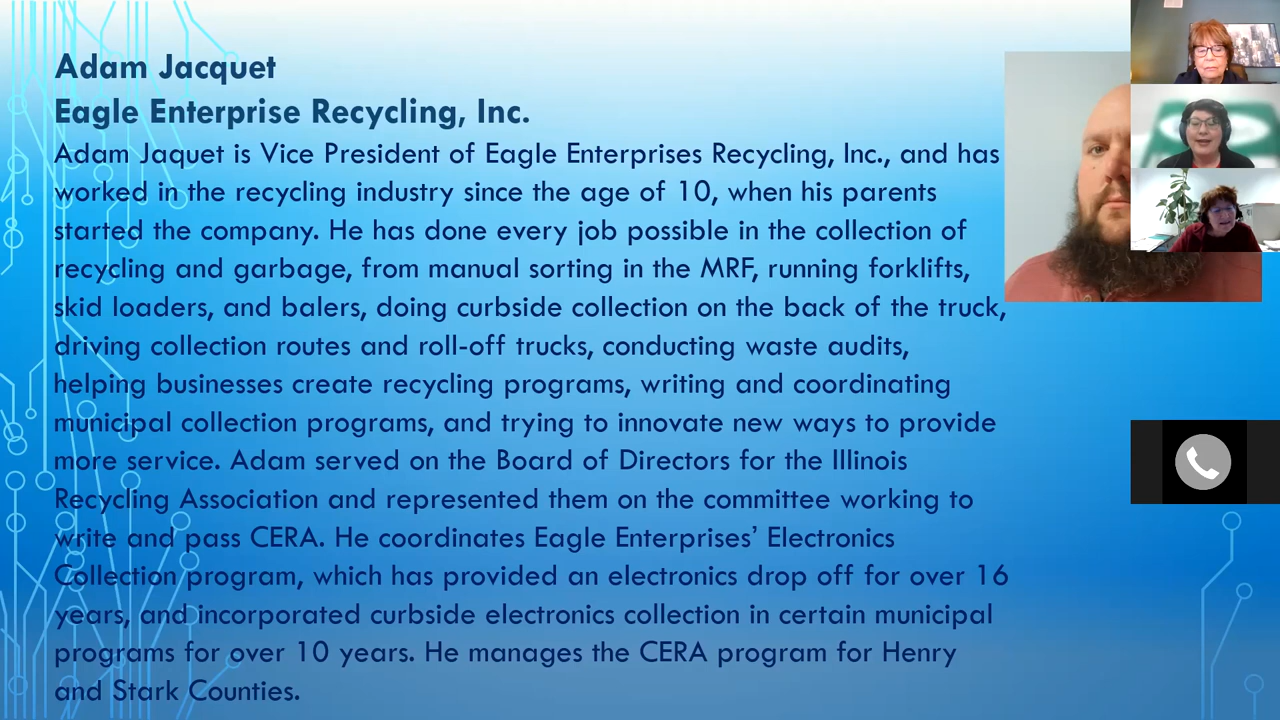 Adam Jacquet
Eagle Enterprise Recycling, Inc.
Adam Jaquet is Vice President of Eagle Enterprises Recycling, Inc., and has
worked in the recycling industry since the age of 10, when his parents
started the company. He has done every job possible in the collection of
recycling and garbage, from manual sorting in the MRF, running forklifts,
skid loaders, and balers, doing curbside collection on the back of the truck,
driving collection routes and roll-off trucks, conducting waste audits,
helping businesses create recycling programs, writing and coordinating
municipal collection programs, and trying to innovate new ways to provide
more service. Adam served on the Board of Directors for the Illinois
Recycling Association and represented them on the committee working to
write and pass CERA. He coordinates Eagle Enterprises’ Electronics
Collection program, which has provided an electronics drop off for over 16
years, and incorporated curbside electronics collection in certain municipal
programs for over 10 years. He manages the CERA program for Henry
and Stark Counties.